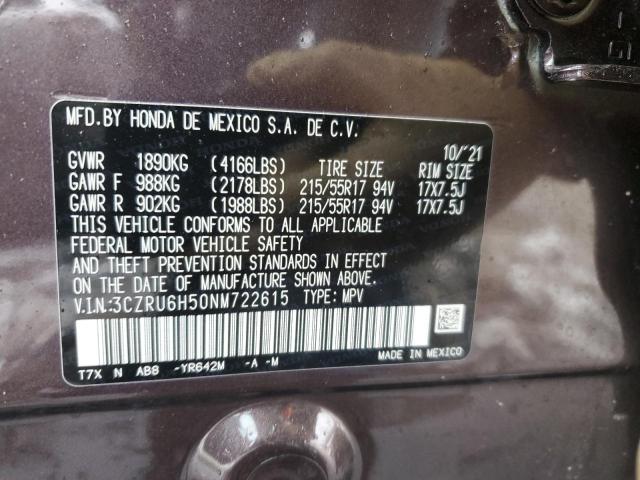 MFD.BY HONDA DE MEXICO S.A. DE C.V.
10/'21
GVWR 1890KG (4166LBS) TIRE SIZE RIM SIZE
GAWR F 988KG (2178LBS) 215/55R17 94V 17X7.5J
GAWR R 902KG (1988LBS) 215/55R17 94V 17X7.5J
THIS VEHICLE CONFORMS TO ALL APPLICABLE
FEDERAL MOTOR VEHICLE SAFETY
AND THEFT PREVENTION STANDARDS IN EFFECT
ON THE DATE OF MANUFACTURE SHOWN ABOVE.
V.I.N.:3CZRU6H50NM722615 TYPE: MPV
T7X N AB8 -YR642M -A -M
MADE IN MEXICO